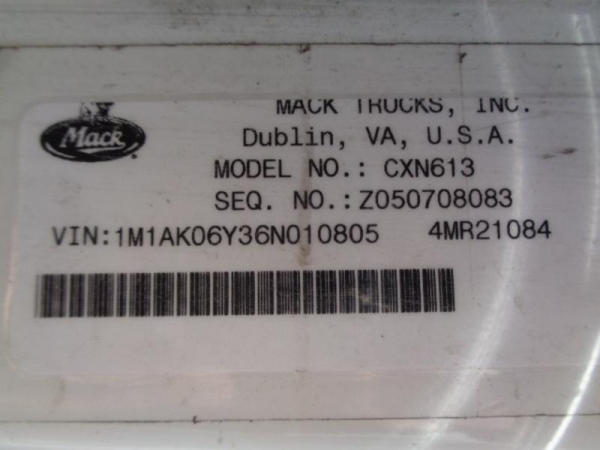 MACK TRUCKS, INC.
Mack
Dublin, VA, U.S.A.
MODEL NO.: CXN613
SEQ. NO.:Z050708083
VIN:1M1AK06Y36N010805 4MR21084